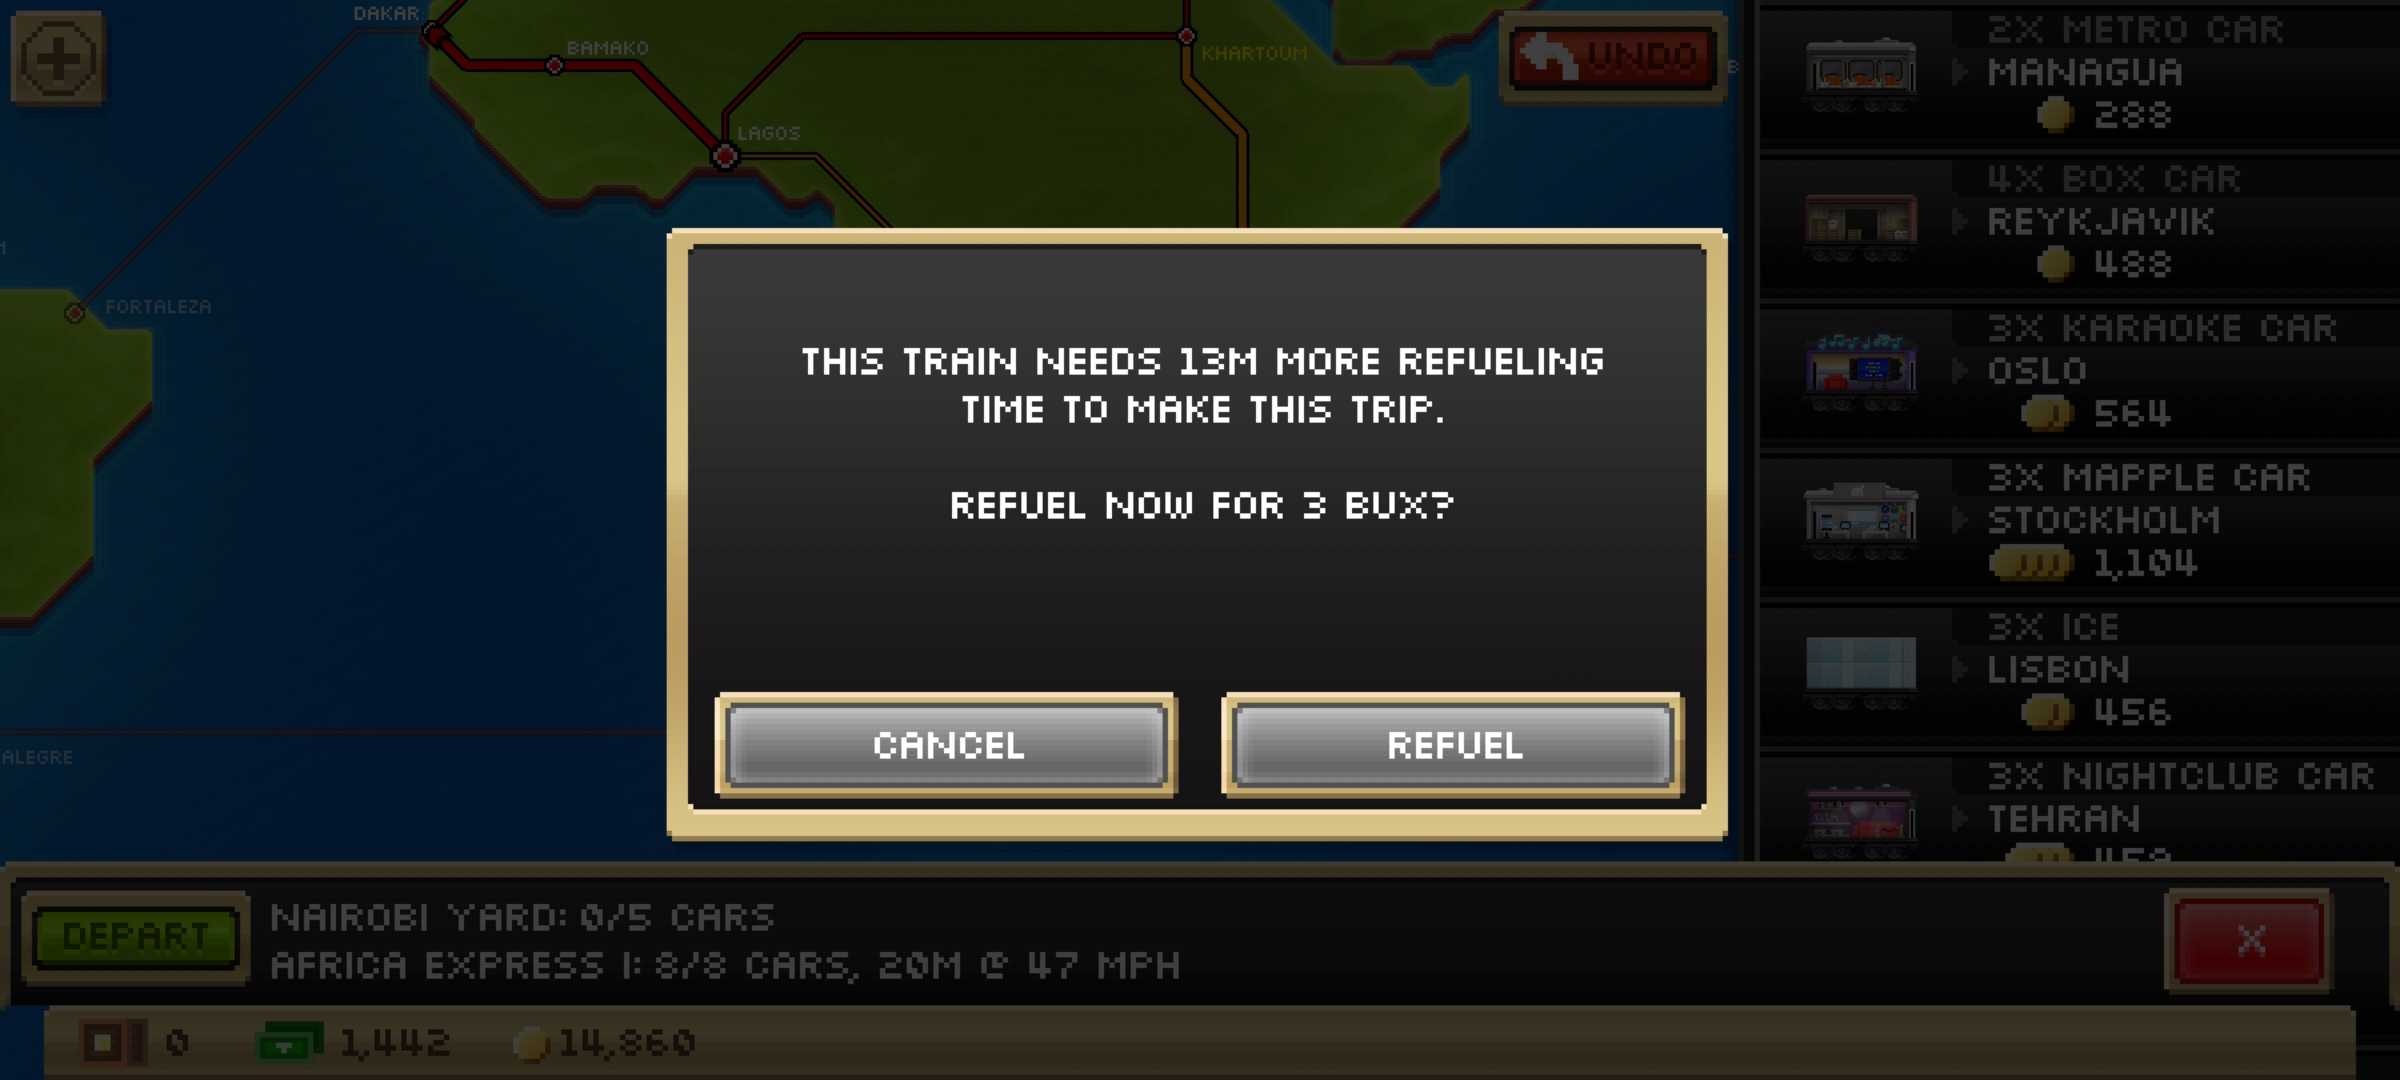 DAKAR
BAMAKO
LAGOS
KHARTOUM
FORTALEZA
ALEGRE
UNDO
2X METRO CAR
MANAGUA
288
4X BOX CAR
REYKJAVIK
488
3X KARAOKE CAR
OSLO
564
3X MAPPLE CAR
STOCKHOLM
1,104
3X ICE
LISBON
456
3X NIGHTCLUB CAR
TEHRAN
THIS TRAIN NEEDS 13M MORE REFUELING
TIME TO MAKE THIS TRIP.
REFUEL NOW FOR 3 BUX?
CANCEL
REFUEL
DEPART
NAIROBI YARD: 0/5 CARS
AFRICA EXPRESS I: 8/8 CARS, 20M @ 47 MPH
X
0
1,442
14,860